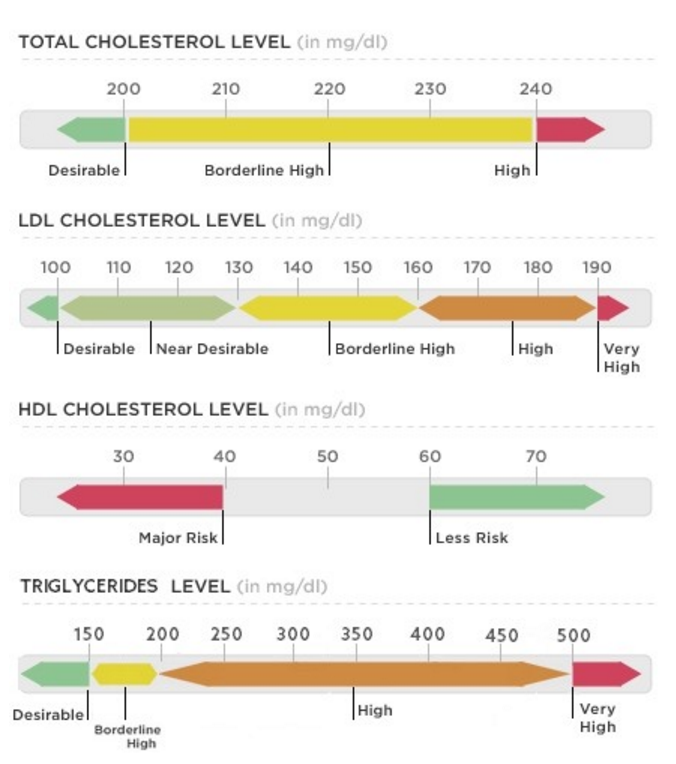 TOTAL CHOLESTEROL LEVEL (in mg/dl)
200 210 220 230 240
Desirable Borderline High High
LDL CHOLESTEROL LEVEL (in mg/dl)
100 110 120 130 140 150 160 170 180 190
Desirable Near Desirable Borderline High High Very
High
HDL CHOLESTEROL LEVEL (in mg/dl)
30 40 50 60 70
Major Risk Less Risk
TRIGLYCERIDES LEVEL (in mg/dl)
150 200 250 300 350 400 450 500
Desirable Borderline High Very
High High